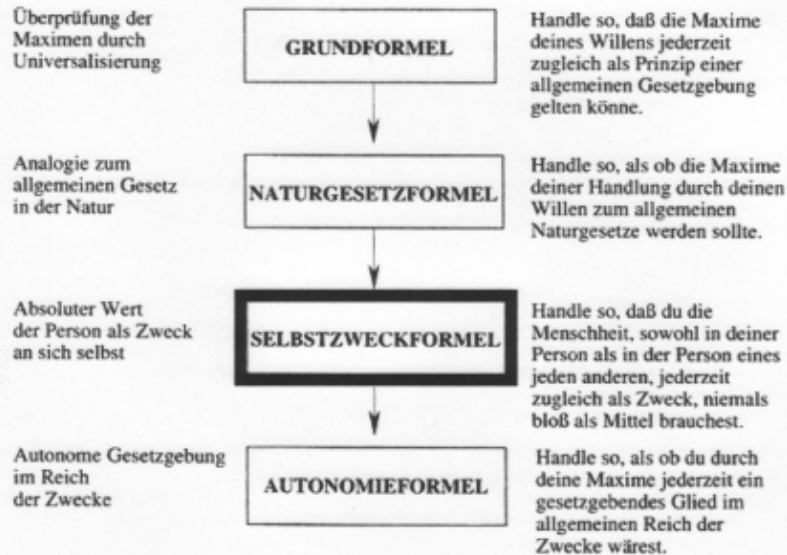 Überprüfung der
Maximen durch
Universalisierung
GRUNDFORMEL
Handle so, daß die Maxime
deines Willens jederzeit
zugleich als Prinzip einer
allgemeinen Gesetzgebung
gelten könne.
Analogie zum
allgemeinen Gesetz
in der Natur
NATURGESETZFORMEL
Handle so, als ob die Maxime
deiner Handlung durch deinen
Willen zum allgemeinen
Naturgesetze werden sollte.
Absoluter Wert
der Person als Zweck
an sich selbst
SELBSTZWECKFORMEL
Handle so, daß du die
Menschheit, sowohl in deiner
Person als in der Person eines
jeden anderen, jederzeit
zugleich als Zweck, niemals
bloß als Mittel brauchest.
Autonome Gesetzgebung
im Reich
der Zwecke
AUTONOMIEFORMEL
Handle so, als ob du durch
deine Maxime jederzeit ein
gesetzgebendes Glied im
allgemeinen Reich der
Zwecke wärest.